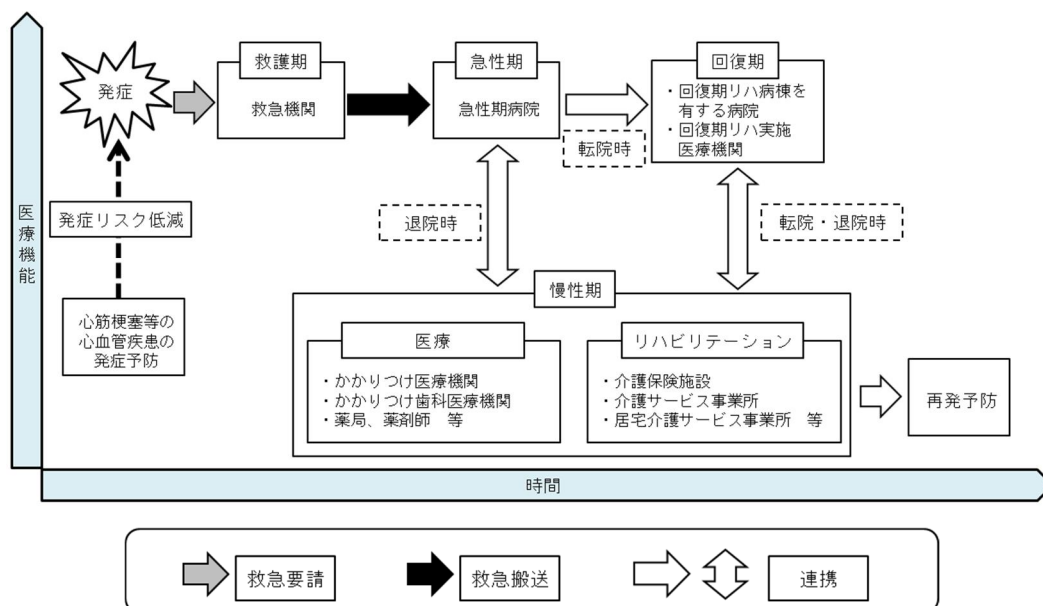 発症
救護期
救急機関
急性期
急性期病院
回復期
・回復期リハ病棟を
有する病院
・回復期リハ実施
医療機関
転院時
発症リスク低減
退院時
転院・退院時
医療機能
心筋梗塞等の
心血管疾患の
発症予防
慢性期
医療
・かかりつけ医療機関
・かかりつけ歯科医療機関
・薬局、薬剤師　等
リハビリテーション
・介護保険施設
・介護サービス事業所
・居宅介護サービス事業所　等
再発予防
時間
救急要請
救急搬送
連携